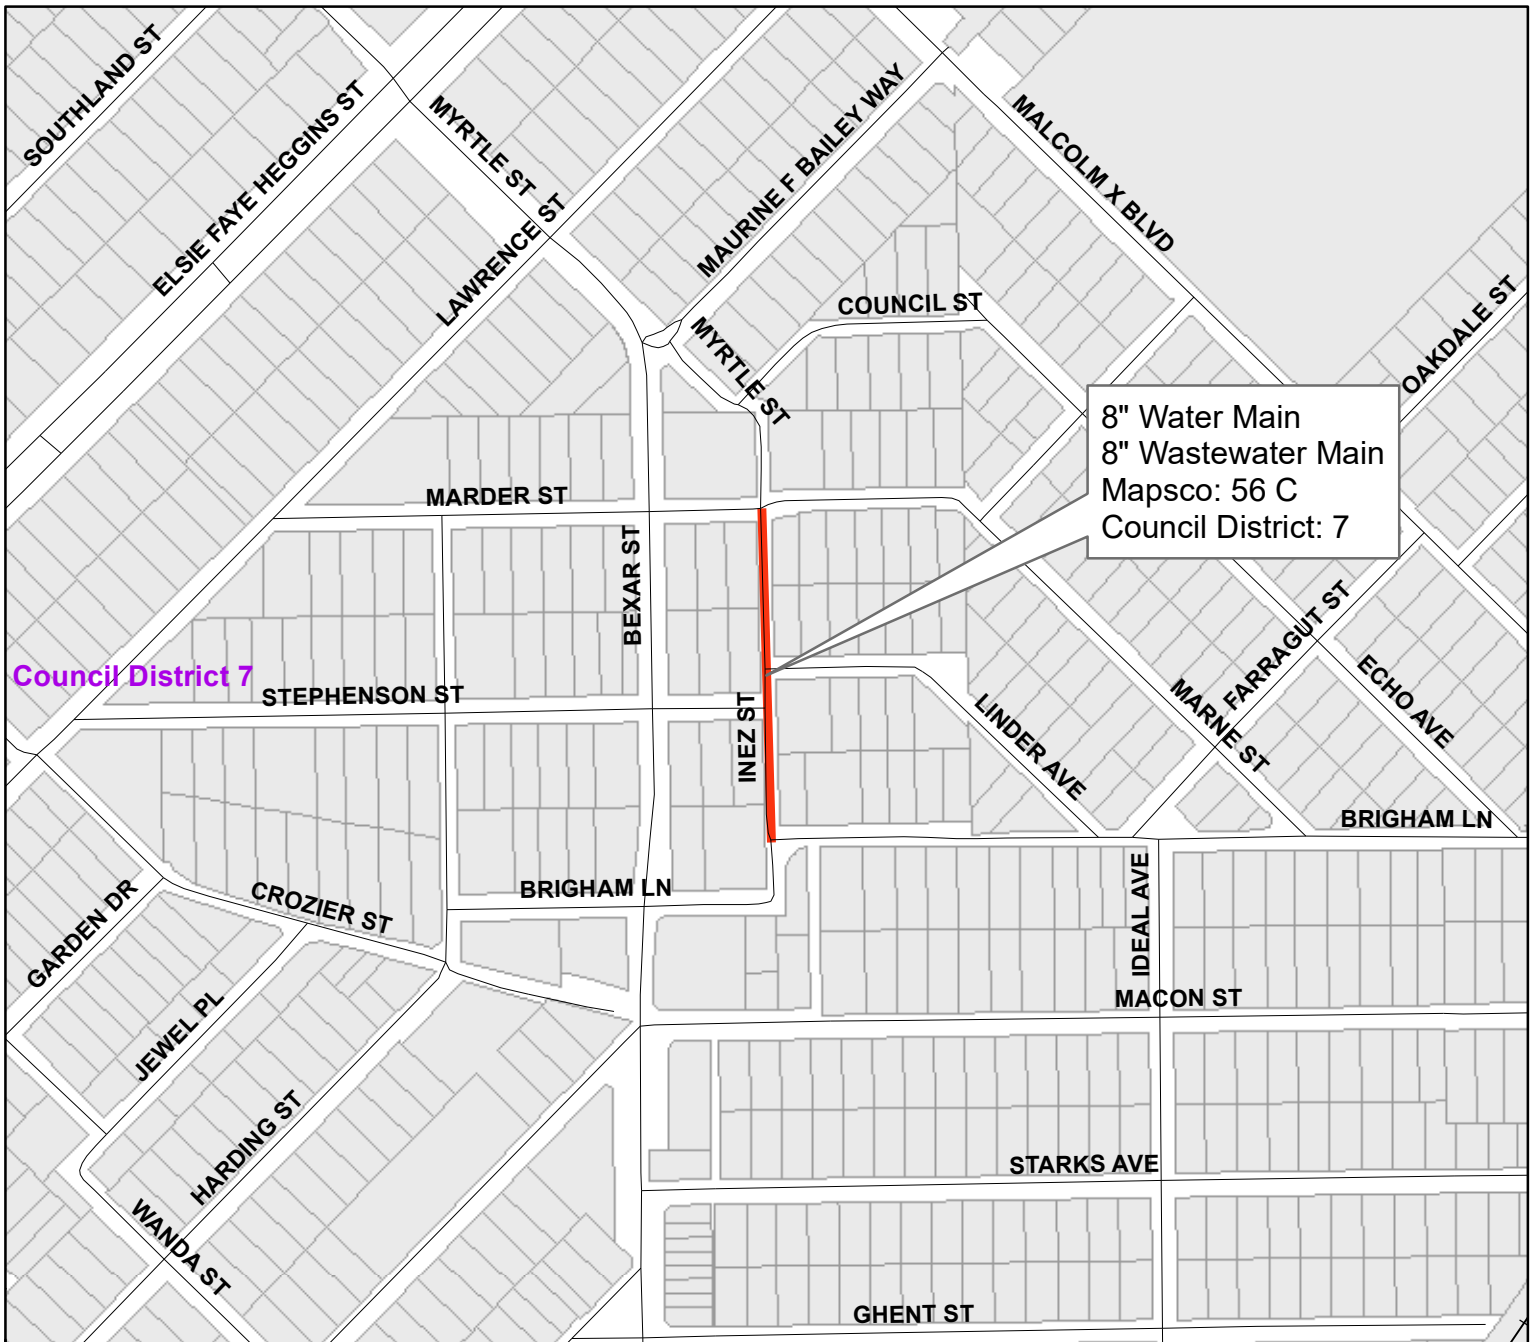 SOUTHLAND ST
ELSIE FAYE HEGGINS ST
MYRTLE ST
LAWRENCE ST
MAURINE F BAILEY WAY
MALCOLM X BLVD
COUNCIL ST
MYRTLE ST
OAKDALE ST
8" Water Main
8" Wastewater Main
Mapsco: 56 C
Council District: 7
MARDER ST
BEXAR ST
Council District 7
STEPHENSON ST
INEZ ST
LINDER AVE
MARNE ST
FARRAGUT ST
ECHO AVE
BRIGHAM LN
BRIGHAM LN
CROZIER ST
GARDEN DR
IDEAL AVE
MACON ST
JEWEL PL
HARDING ST
STARKS AVE
WANDA ST
GHENT ST